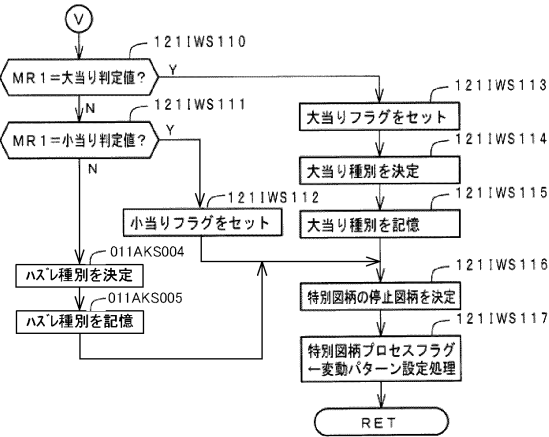 V
121IWS110
MR1=大当り判定値?
Y
N
121IWS111
MR1=小当り判定値?
Y
N
121IWS112
小当りフラグをセット
011AKS004
ハズレ種別を決定
011AKS005
ハズレ種別を記憶
121IWS113
大当りフラグをセット
121IWS114
大当り種別を決定
121IWS115
大当り種別を記憶
121IWS116
特別図柄の停止図柄を決定
121IWS117
特別図柄プロセスフラグ
←変動パターン設定処理
RET